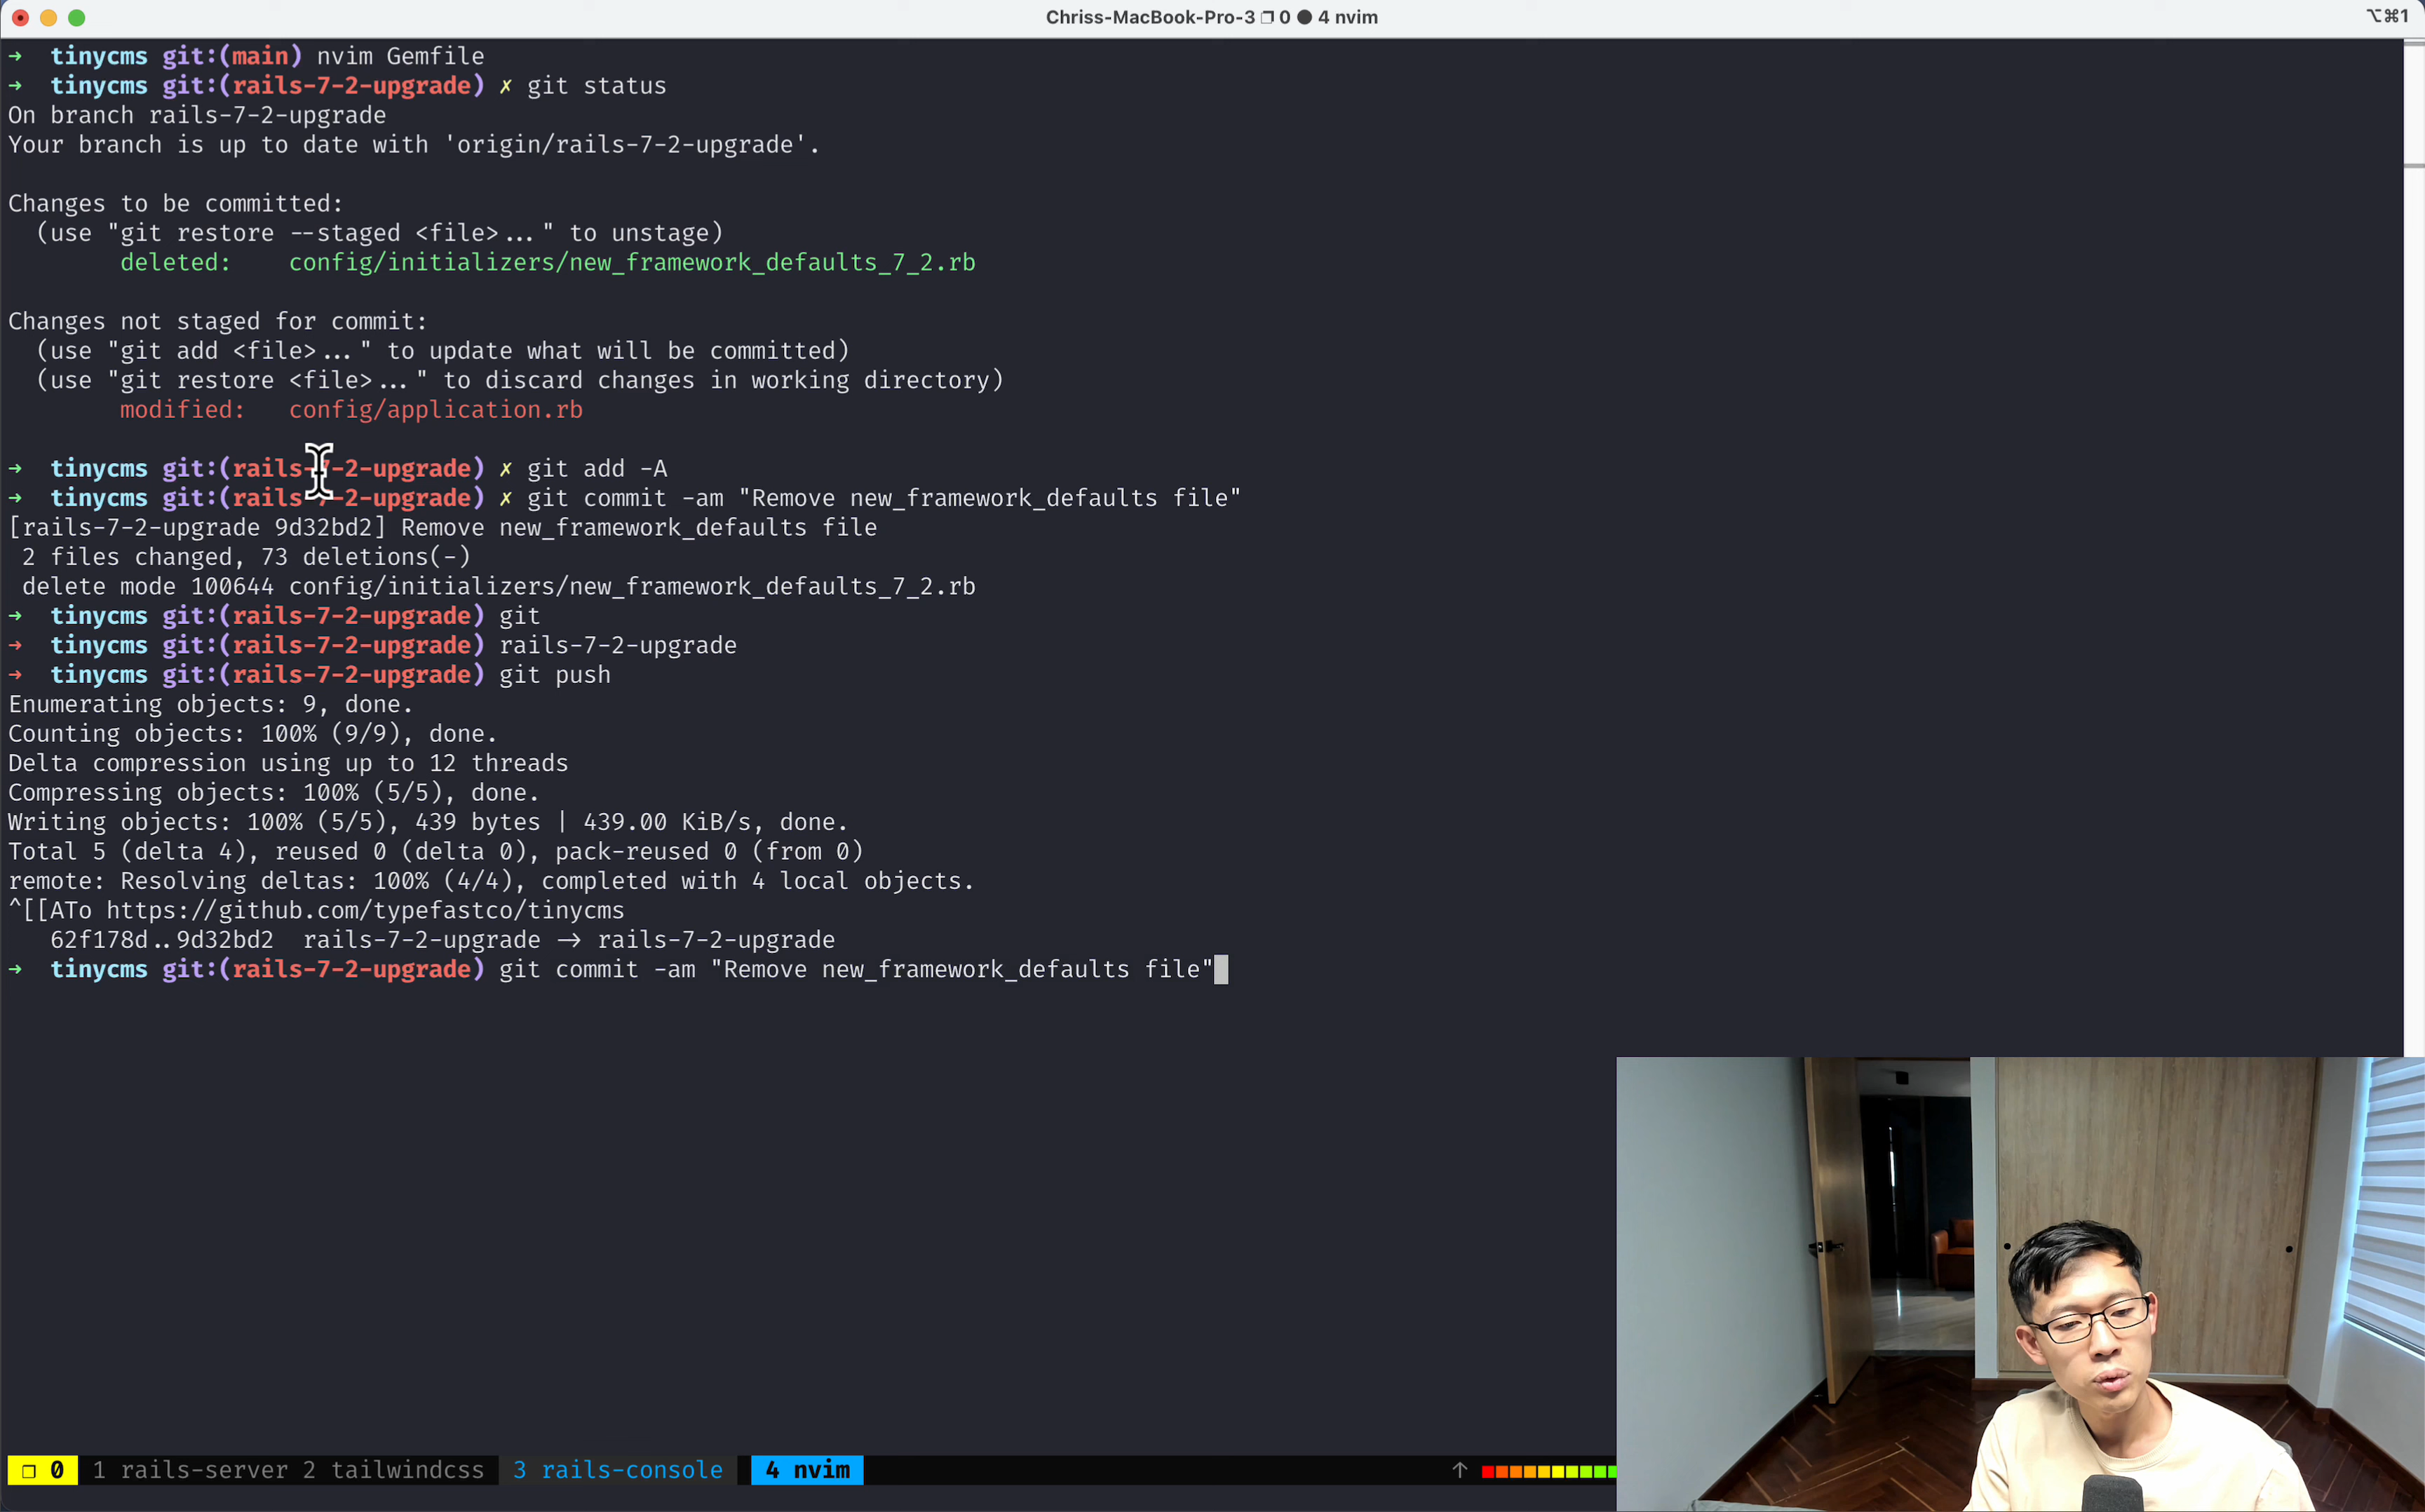 Chriss-MacBook-Pro-3 ❐ 0 ● 4 nvim
⌥⌘1
➜ tinycms git:(main) nvim Gemfile
➜ tinycms git:(rails-7-2-upgrade) ✗ git status
On branch rails-7-2-upgrade
Your branch is up to date with 'origin/rails-7-2-upgrade'.
Changes to be committed:
(use "git restore --staged <file>..." to unstage)
deleted: config/initializers/new_framework_defaults_7_2.rb
Changes not staged for commit:
(use "git add <file>..." to update what will be committed)
(use "git restore <file>..." to discard changes in working directory)
modified: config/application.rb
➜ tinycms git:(rails-7-2-upgrade) ✗ git add -A
➜ tinycms git:(rails-7-2-upgrade) ✗ git commit -am "Remove new_framework_defaults file"
[rails-7-2-upgrade 9d32bd2] Remove new_framework_defaults file
2 files changed, 73 deletions(-)
delete mode 100644 config/initializers/new_framework_defaults_7_2.rb
➜ tinycms git:(rails-7-2-upgrade) git
➜ tinycms git:(rails-7-2-upgrade) rails-7-2-upgrade
➜ tinycms git:(rails-7-2-upgrade) git push
Enumerating objects: 9, done.
Counting objects: 100% (9/9), done.
Delta compression using up to 12 threads
Compressing objects: 100% (5/5), done.
Writing objects: 100% (5/5), 439 bytes | 439.00 KiB/s, done.
Total 5 (delta 4), reused 0 (delta 0), pack-reused 0 (from 0)
remote: Resolving deltas: 100% (4/4), completed with 4 local objects.
^[[ATo https://github.com/typefastco/tinycms
62f178d..9d32bd2 rails-7-2-upgrade -> rails-7-2-upgrade
➜ tinycms git:(rails-7-2-upgrade) git commit -am "Remove new_framework_defaults file"
❐ 0 1 rails-server 2 tailwindcss 3 rails-console 4 nvim ↑